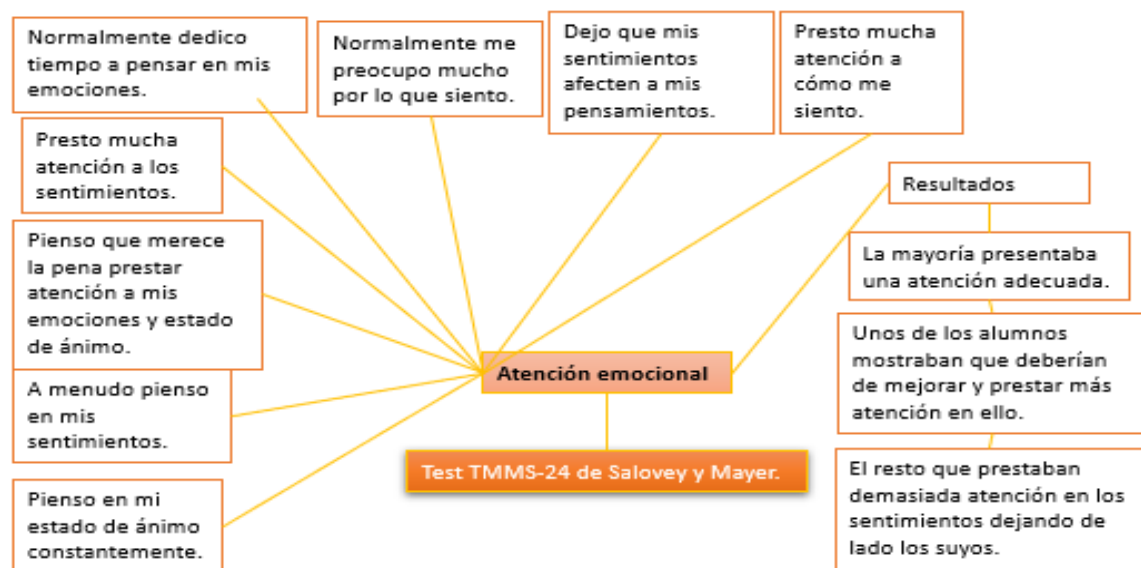 Normalmente dedico
tiempo a pensar en mis
emociones.
Normalmente me
preocupo mucho
por lo que siento.
Dejo que mis
sentimientos
afecten a mis
pensamientos.
Presto mucha
atención a
cómo me
siento.
Presto mucha
atención a los
sentimientos.
Pienso que merece
la pena prestar
atención a mis
emociones y estado
de ánimo.
A menudo pienso
en mis
sentimientos.
Pienso en mi
estado de ánimo
constantemente.
Atención emocional
Test TMMS-24 de Salovey y Mayer.
Resultados
La mayoría presentaba
una atención adecuada.
Unos de los alumnos
mostraban que deberían
de mejorar y prestar más
atención en ello.
El resto que prestaban
demasiada atención en los
sentimientos dejando de
lado los suyos.